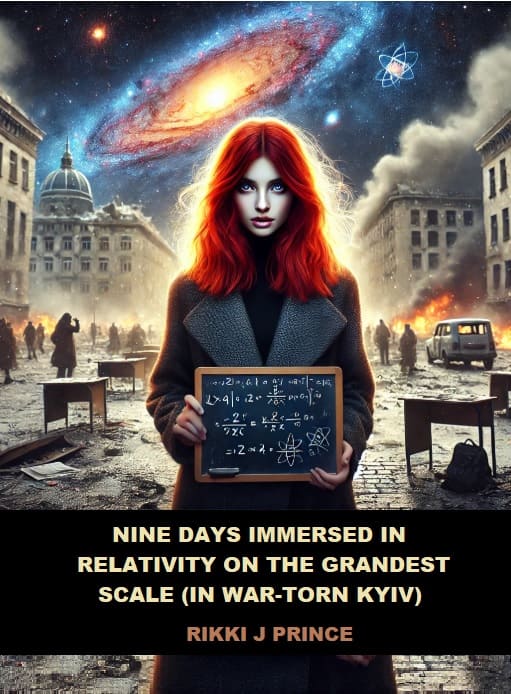 NINE DAYS IMMERSED IN
RELATIVITY ON THE GRANDEST
SCALE (IN WAR-TORN KYIV)
RIKKI J PRINCE